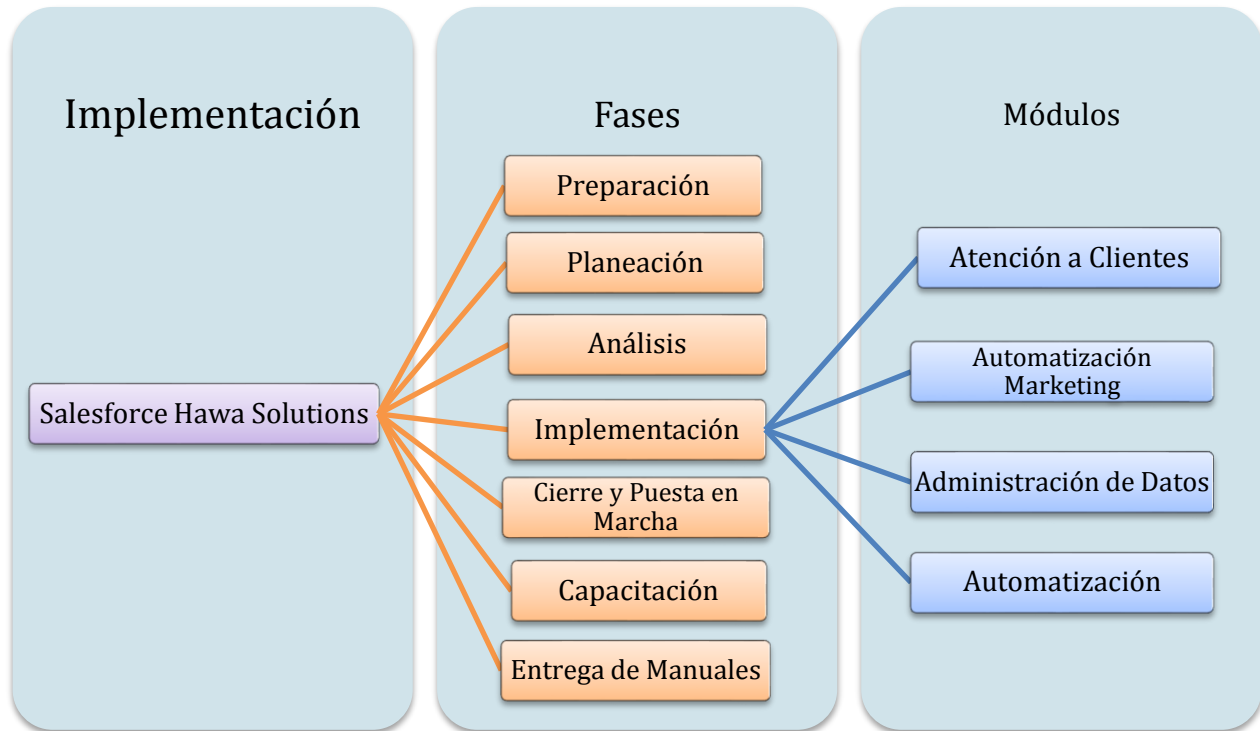 Implementación
Salesforce Hawa Solutions
Fases
Preparación
Planeación
Análisis
Implementación
Cierre y Puesta en
Marcha
Capacitación
Entrega de Manuales
Módulos
Atención a Clientes
Automatización
Marketing
Administración de Datos
Automatización